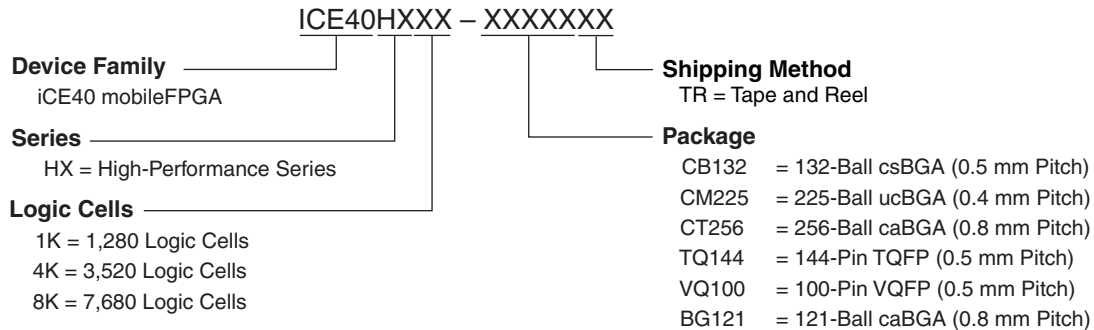 ICE40HXXX – XXXXXXXX
Device Family
iCE40 mobileFPGA
Series
HX = High-Performance Series
Logic Cells
1K = 1,280 Logic Cells
4K = 3,520 Logic Cells
8K = 7,680 Logic Cells
Shipping Method
TR = Tape and Reel
Package
CB132 = 132-Ball csBGA (0.5 mm Pitch)
CM225 = 225-Ball ucBGA (0.4 mm Pitch)
CT256 = 256-Ball caBGA (0.8 mm Pitch)
TQ144 = 144-Pin TQFP (0.5 mm Pitch)
VQ100 = 100-Pin VQFP (0.5 mm Pitch)
BG121 = 121-Ball caBGA (0.8 mm Pitch)